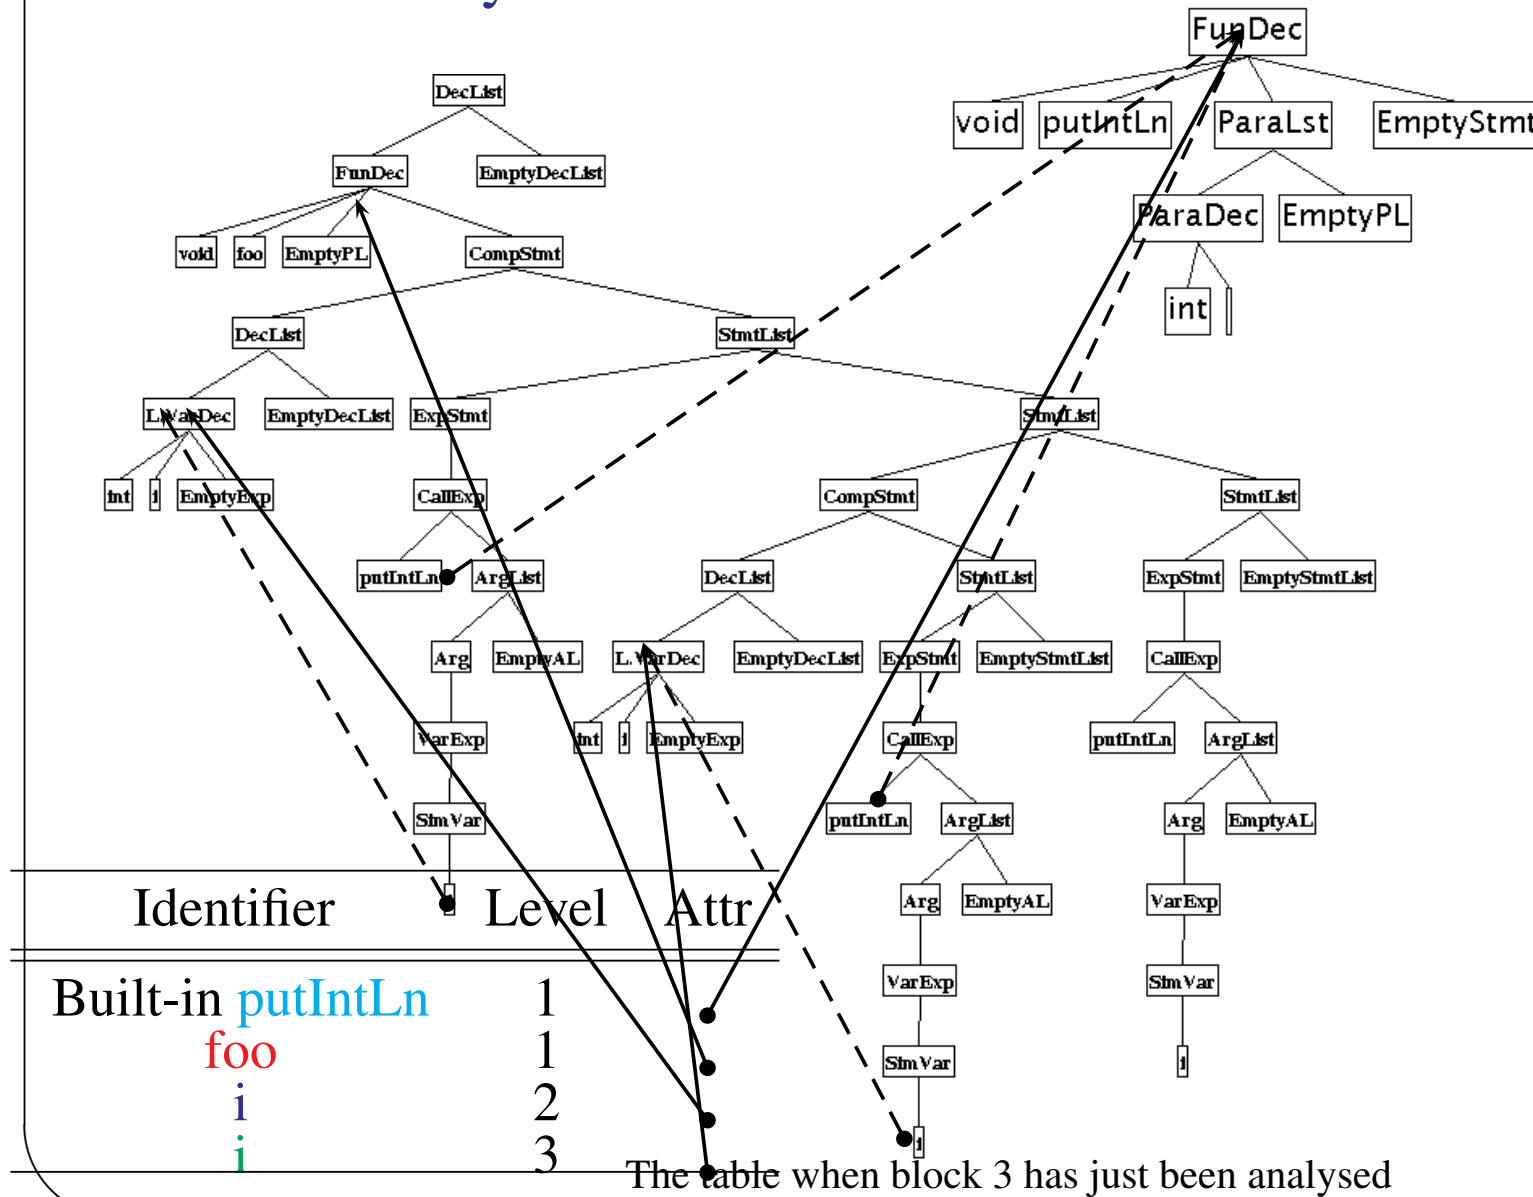 FunDec
void putIntLn ParaLst EmptyStmt
ParaDec EmptyPL
int
DecList
FunDec EmptyDecList
void foo EmptyPL CompStmt
DecList StmtList
L.VarDec EmptyDecList ExpStmt StmtList
int i EmptyExp CallExp CompStmt StmtList
putIntLn ArgList DecList StmtList ExpStmt EmptyStmtList
Arg EmptyAL L.VarDec EmptyDecList ExpStmt EmptyStmtList CallExp
VarExp int i EmptyExp CallExp putIntLn ArgList
SimVar putIntLn ArgList Arg EmptyAL
Arg EmptyAL VarExp
VarExp SimVar
SimVar i
i
Identifier Level Attr
Built-in putIntLn 1
foo 1
i 2
i 3
The table when block 3 has just been analysed